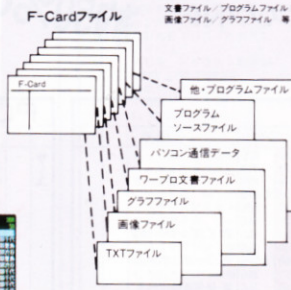 F-Cardファイル
文書ファイル/プログラムファイル
画像ファイル/グラフファイル 等
F-Card
他・プログラムファイル
プログラム
ソースファイル
パソコン通信データ
ワープロ文書ファイル
グラフファイル
画像ファイル
TXTファイル